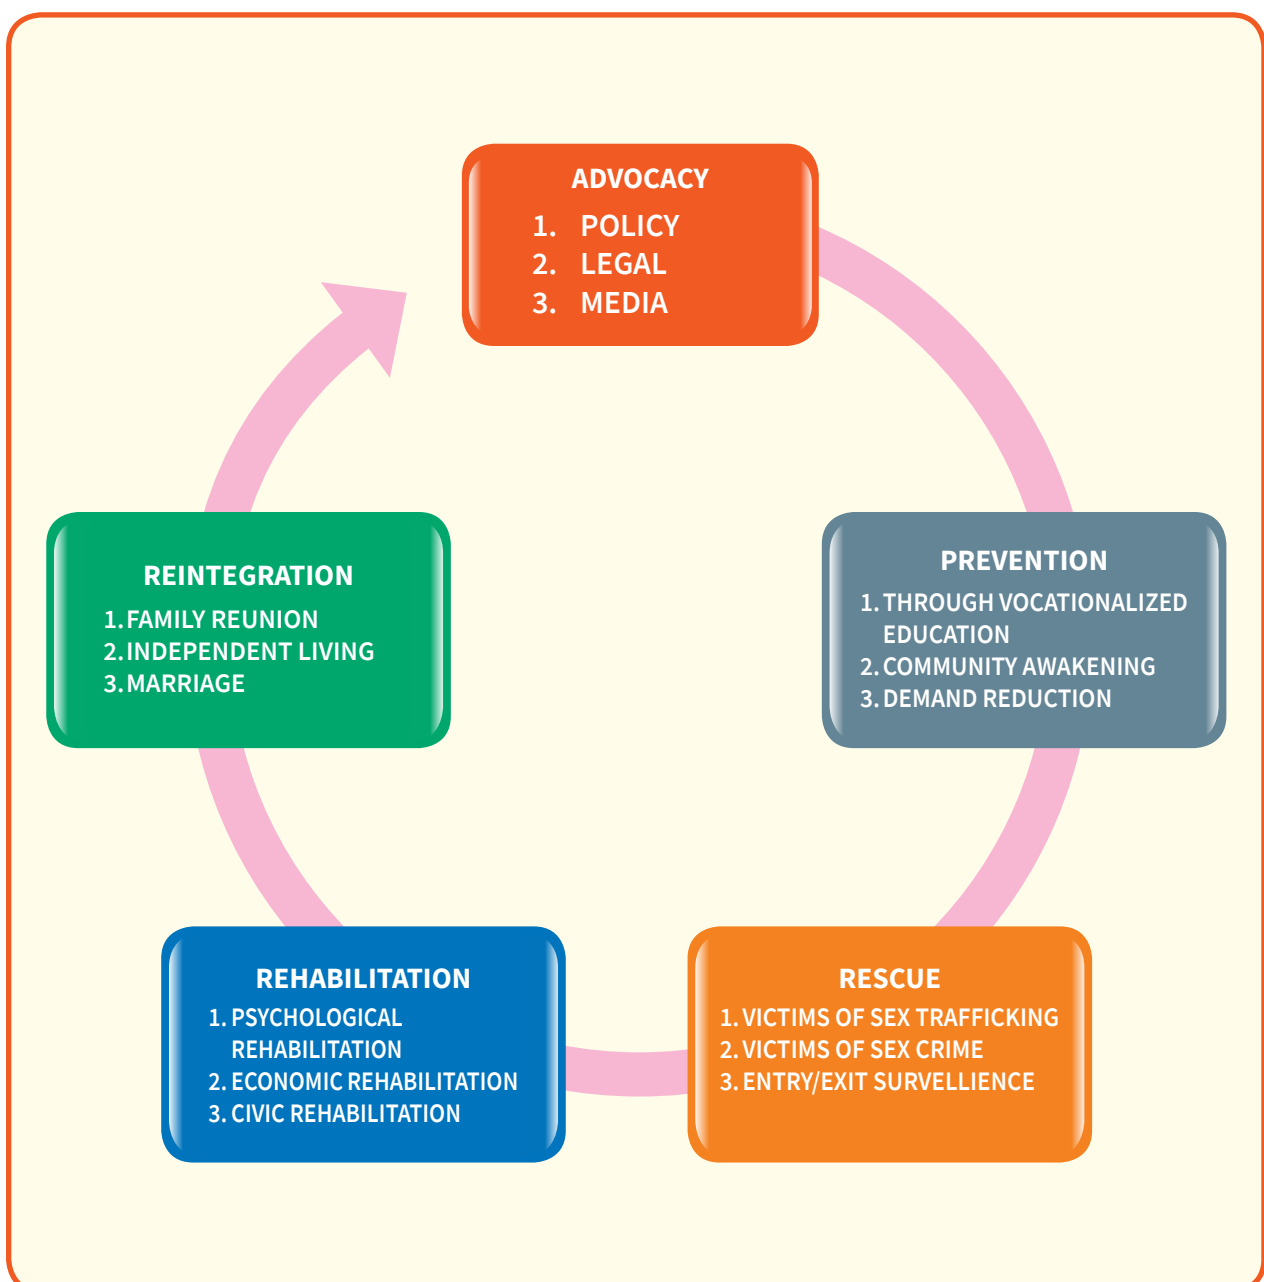 ADVOCACY
1. POLICY
2. LEGAL
3. MEDIA
PREVENTION
1. THROUGH VOCATIONALIZED
EDUCATION
2. COMMUNITY AWAKENING
3. DEMAND REDUCTION
RESCUE
1. VICTIMS OF SEX TRAFFICKING
2. VICTIMS OF SEX CRIME
3. ENTRY/EXIT SURVELLIENCE
REHABILITATION
1. PSYCHOLOGICAL
REHABILITATION
2. ECONOMIC REHABILITATION
3. CIVIC REHABILITATION
REINTEGRATION
1. FAMILY REUNION
2. INDEPENDENT LIVING
3. MARRIAGE